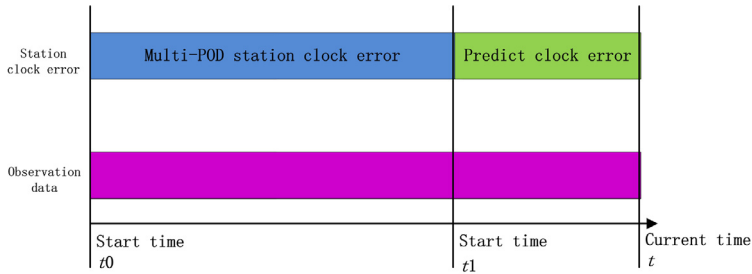 Station
clock error
Multi-POD station clock error
Predict clock error
Observation
data
Start time
t0
Start time
t1
Current time
t